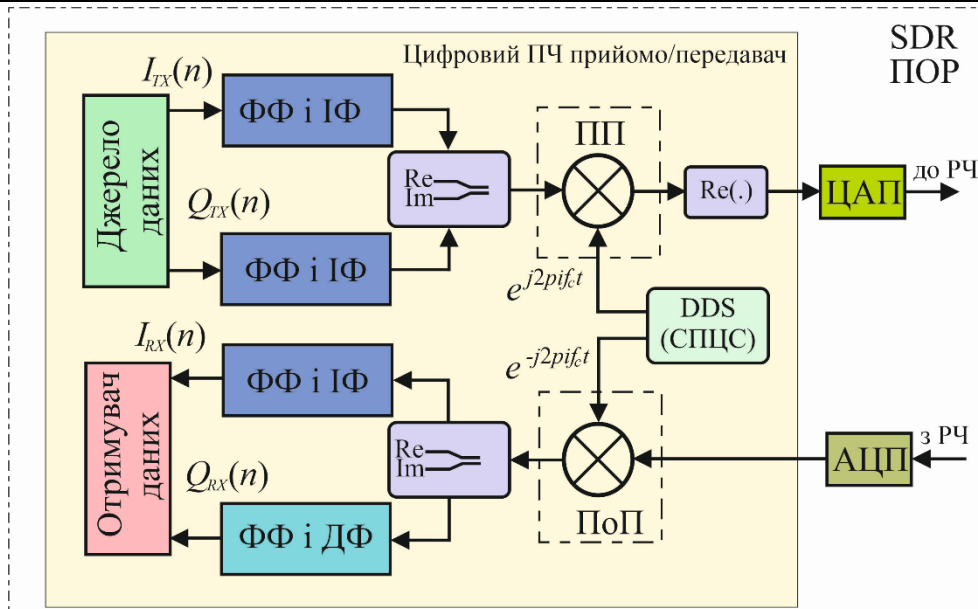 SDR
ПОР
Цифровий ПЧ прийомо/передавач
I_TX(n)
ФФ і ІФ
Джерело
даних
Re
Im
ПП
Re(.)
ЦАП
до РЧ
Q_TX(n)
ФФ і ІФ
e^j2pif_ct
DDS
(СПЦС)
e^-j2pif_ct
I_RX(n)
ФФ і ІФ
Отримувач
даних
Re
Im
ПоП
АЦП
з РЧ
Q_RX(n)
ФФ і ДФ